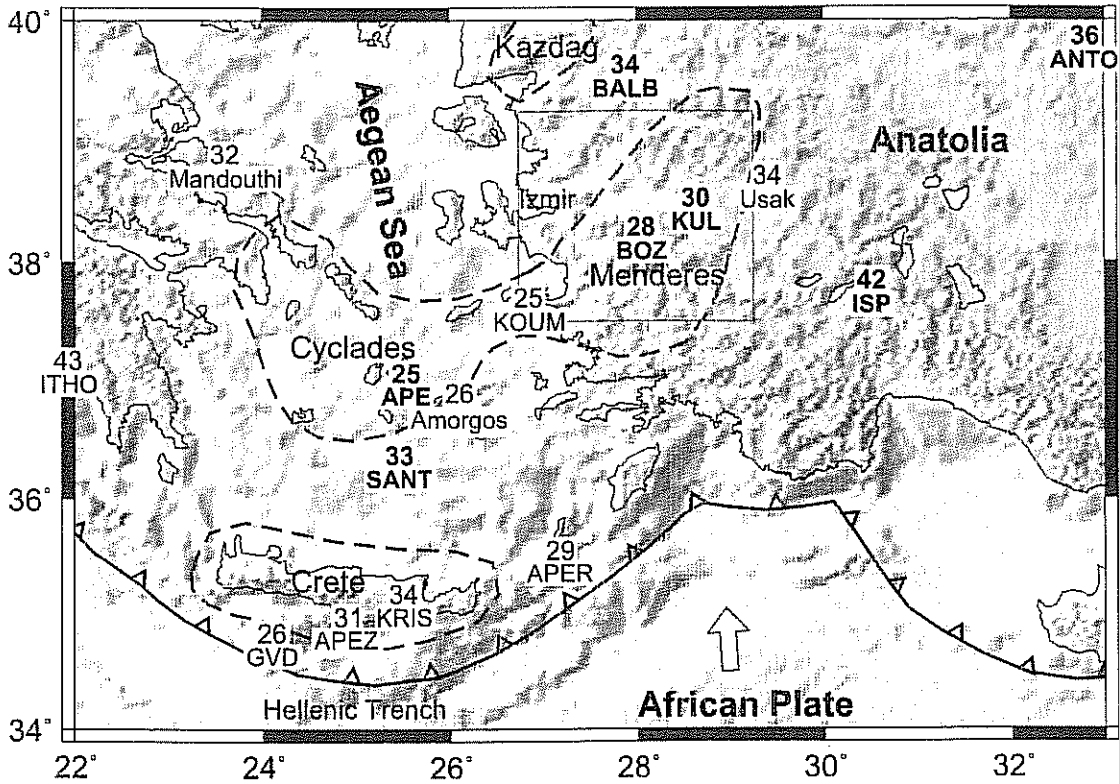 40°
Kazdag
36
ANTO
34
BALB
Aegean Sea
Anatolia
32
Mandouthi
Izmir
30
KUL
34
Usak
28
BOZ
Menderes
38°
42
ISP
25
KOUM
Cyclades
43
ITHO
25
APE
26
Amorgos
33
SANT
36°
29
APER
Crete
34
KRIS
31
APEZ
26
GVD
Hellenic Trench
African Plate
34°
22°
24°
26°
28°
30°
32°